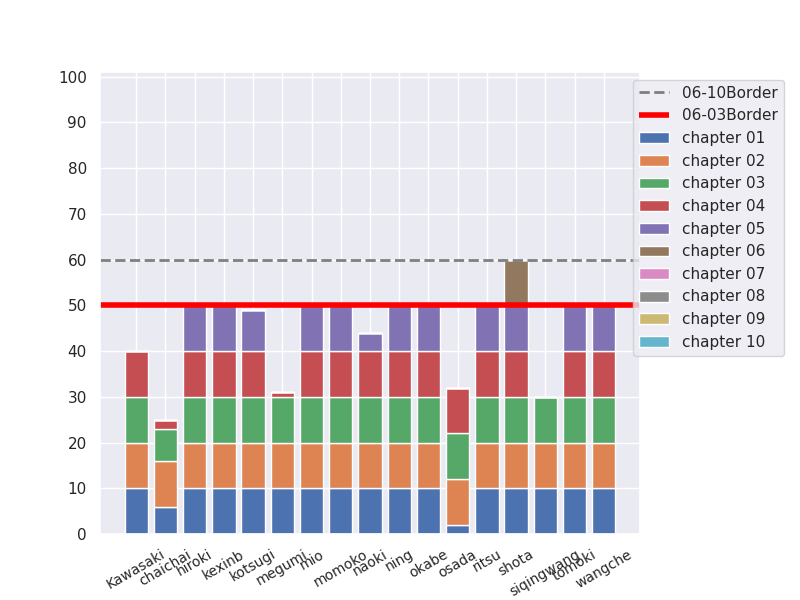 100
90
80
70
60
50
40
30
20
10
0
06-10Border
06-03Border
chapter 01
chapter 02
chapter 03
chapter 04
chapter 05
chapter 06
chapter 07
chapter 08
chapter 09
chapter 10
Kawasaki
chaichai
hiroki
kexinb
kotsugi
megumi
mio
momoko
naoki
ning
okabe
osada
ritsu
shota
siqingwang
tomoki
wangche